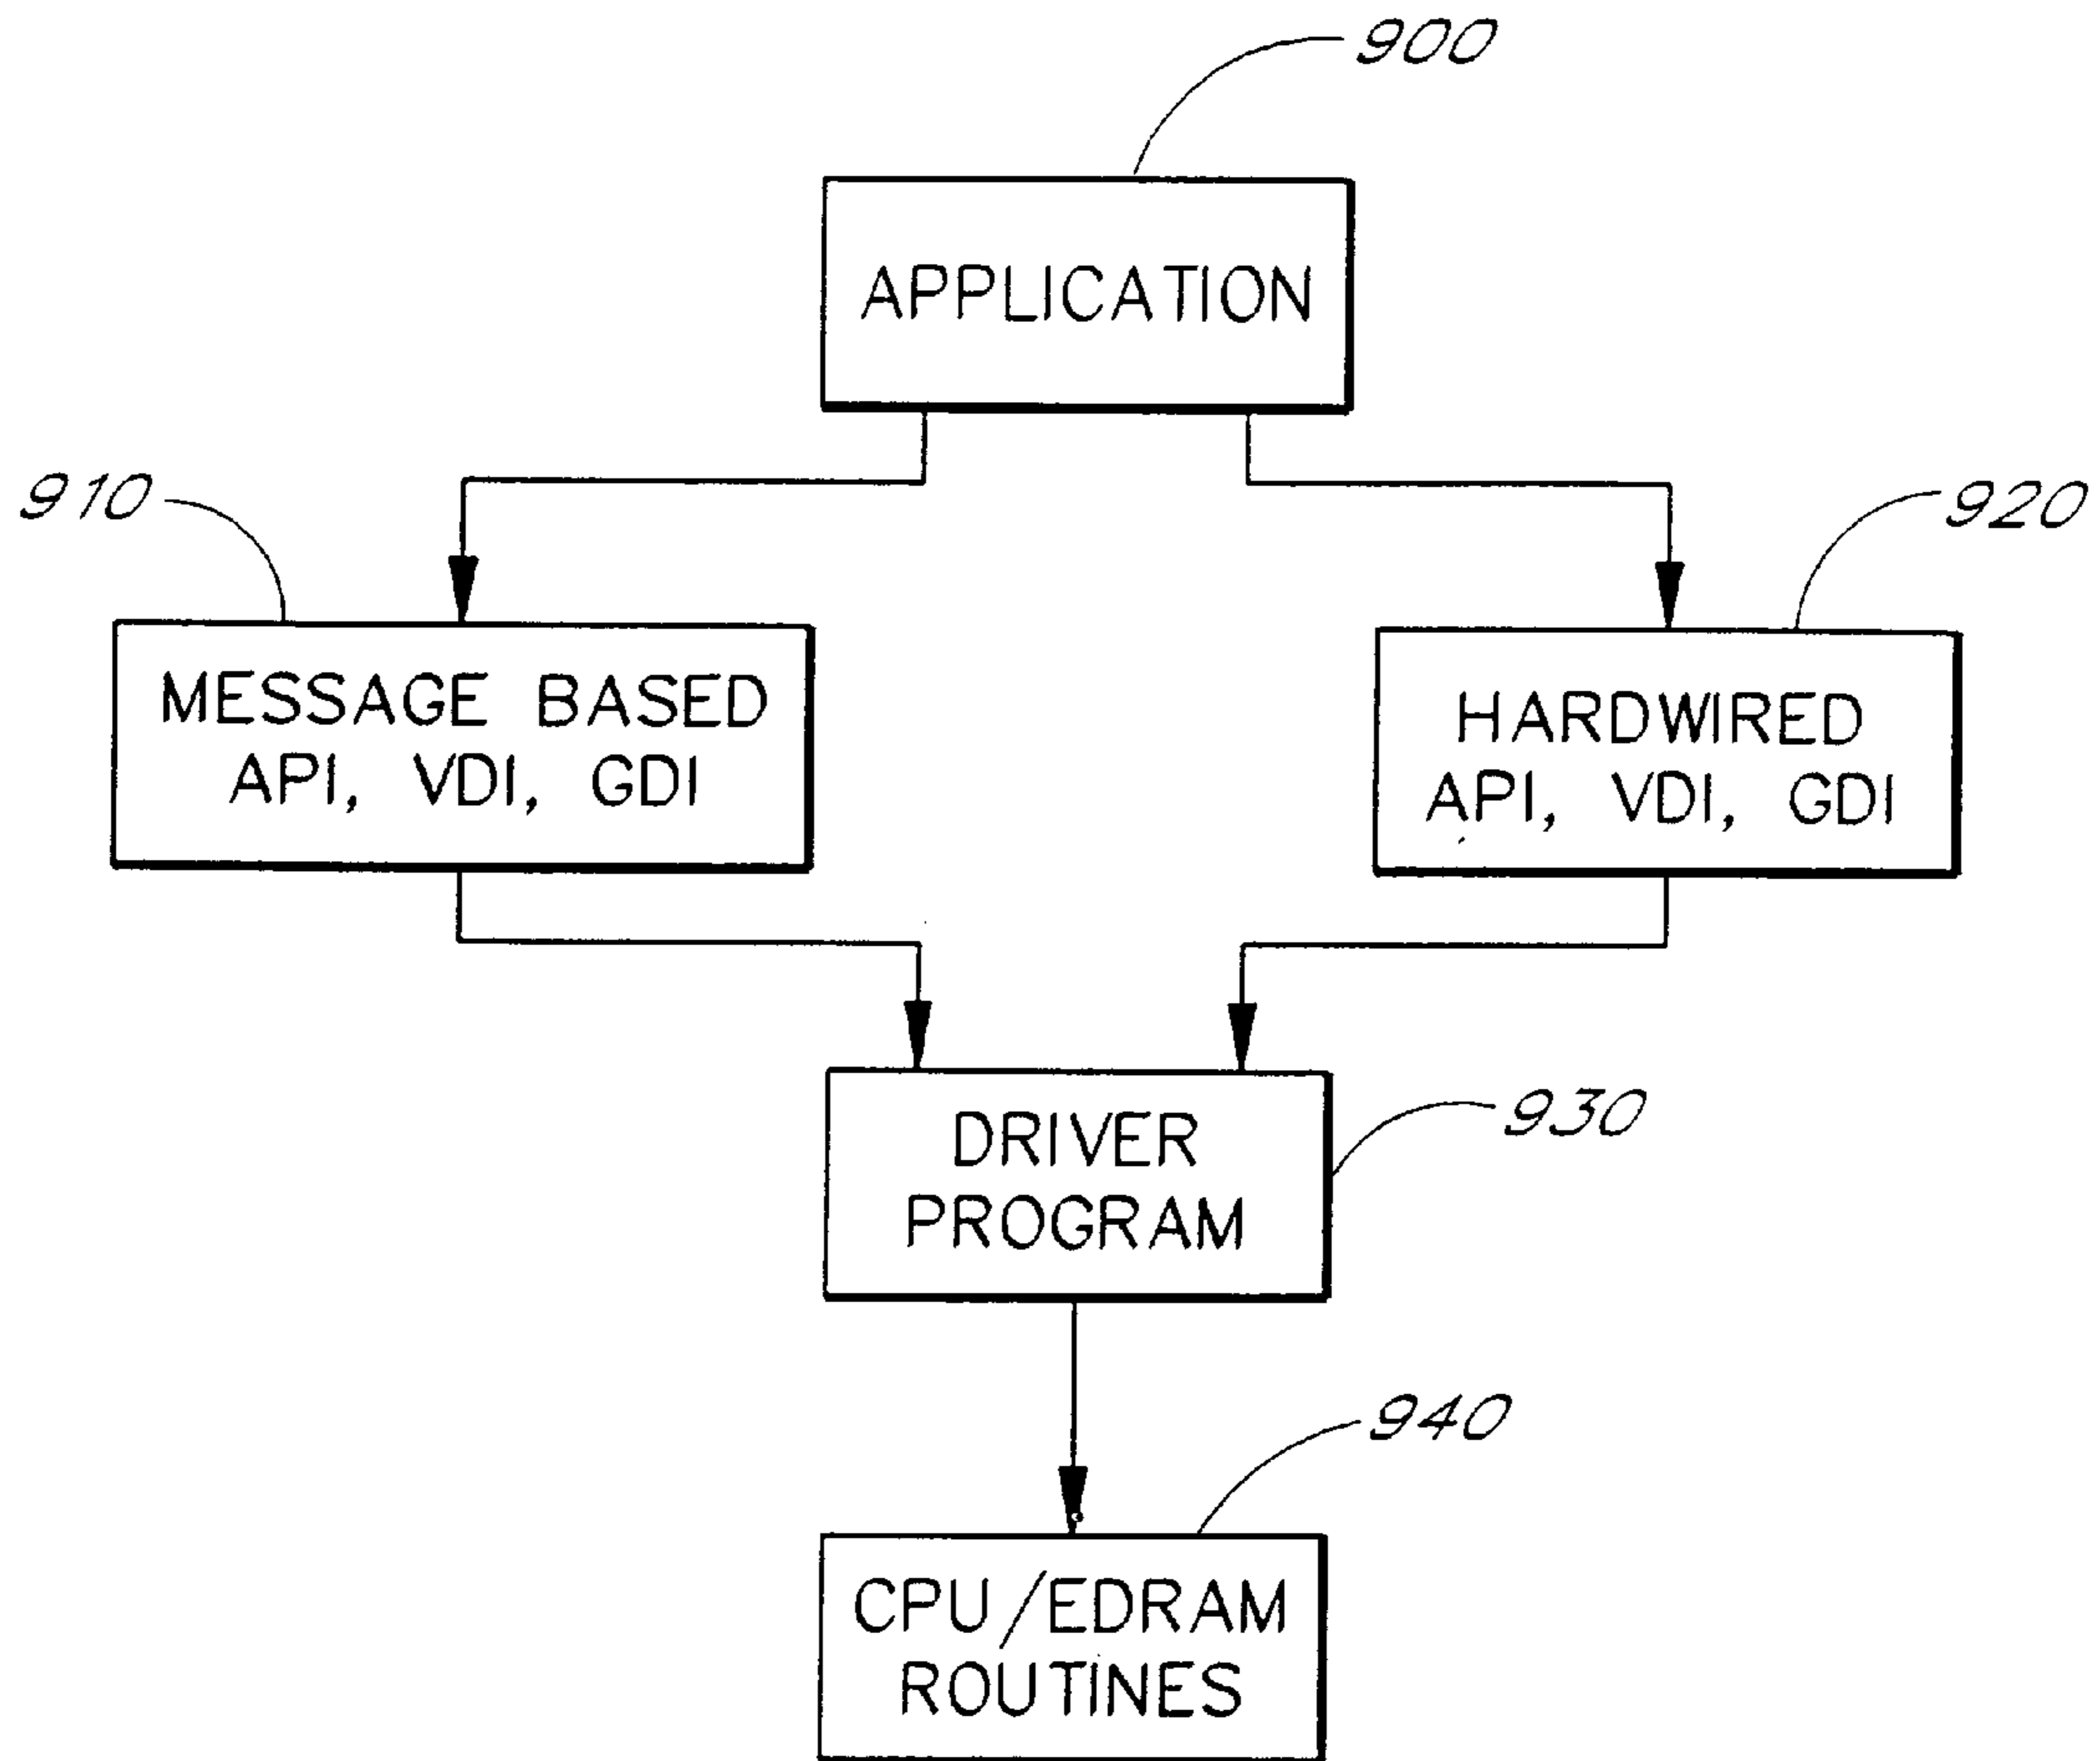 900
APPLICATION
910
920
MESSAGE BASED
API, VDI, GDI
HARDWIRED
API, VDI, GDI
DRIVER
PROGRAM
930
940
CPU/EDRAM
ROUTINES